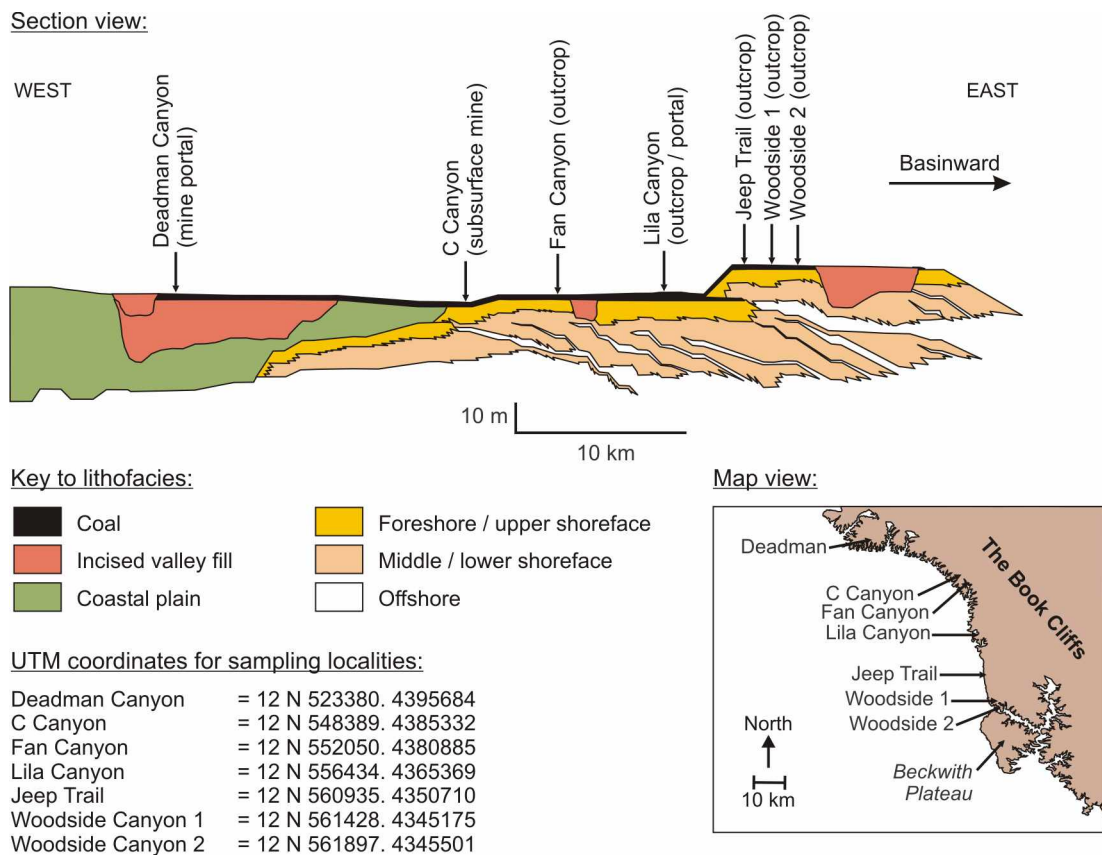 Section view:
WEST
EAST
Deadman Canyon
(mine portal)
C Canyon
(subsurface mine)
Fan Canyon (outcrop)
Lila Canyon
(outcrop / portal)
Jeep Trail (outcrop)
Woodside 1 (outcrop)
Woodside 2 (outcrop)
Basinward
10 m
10 km
Key to lithofacies:
Coal
Incised valley fill
Coastal plain
Foreshore / upper shoreface
Middle / lower shoreface
Offshore
UTM coordinates for sampling localities:
Deadman Canyon = 12 N 523380. 4395684
C Canyon = 12 N 548389. 4385332
Fan Canyon = 12 N 552050. 4380885
Lila Canyon = 12 N 556434. 4365369
Jeep Trail = 12 N 560935. 4350710
Woodside Canyon 1 = 12 N 561428. 4345175
Woodside Canyon 2 = 12 N 561897. 4345501
Map view:
Deadman
The Book Cliffs
C Canyon
Fan Canyon
Lila Canyon
Jeep Trail
Woodside 1
Woodside 2
North
10 km
Beckwith
Plateau